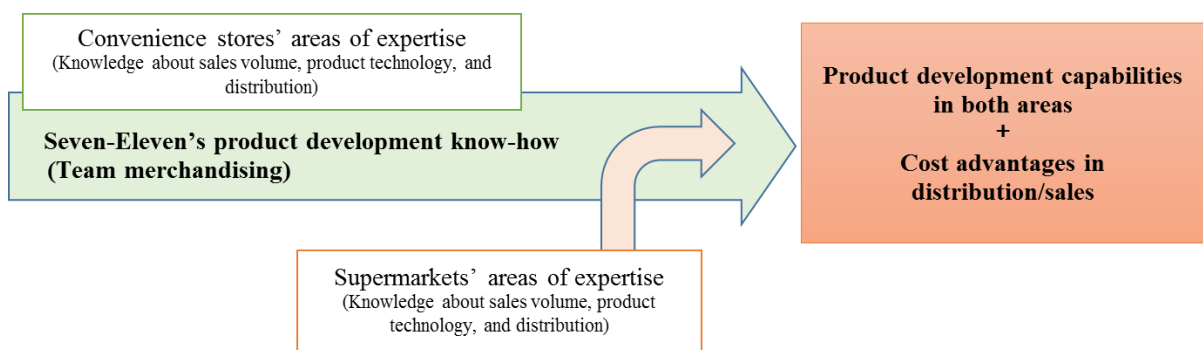 Convenience stores’ areas of expertise
(Knowledge about sales volume, product technology, and
distribution)
Seven-Eleven’s product development know-how
(Team merchandising)
Supermarkets’ areas of expertise
(Knowledge about sales volume, product
technology, and distribution)
Product development capabilities
in both areas
+
Cost advantages in
distribution/sales